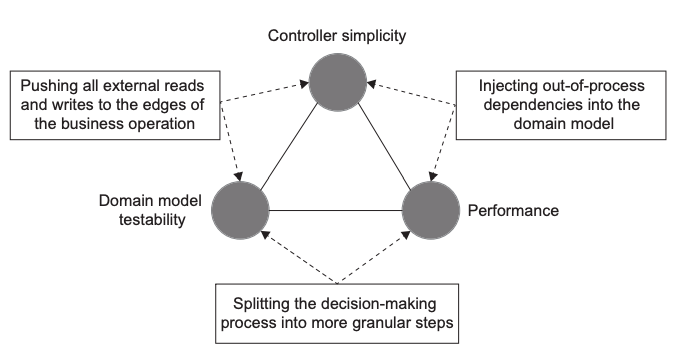 Controller simplicity
Pushing all external reads
and writes to the edges of
the business operation
Injecting out-of-process
dependencies into the
domain model
Domain model
testability
Performance
Splitting the decision-making
process into more granular steps